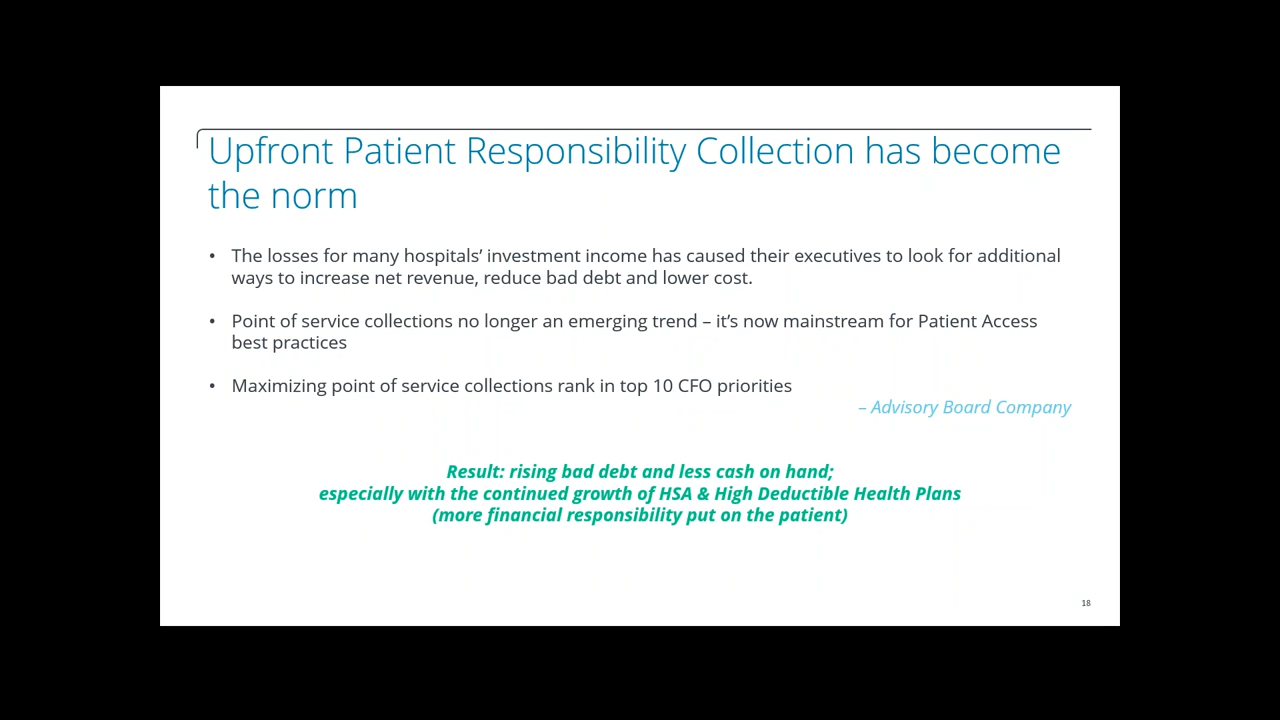 Upfront Patient Responsibility Collection has become
the norm
• The losses for many hospitals’ investment income has caused their executives to look for additional
ways to increase net revenue, reduce bad debt and lower cost.
• Point of service collections no longer an emerging trend – it’s now mainstream for Patient Access
best practices
• Maximizing point of service collections rank in top 10 CFO priorities
– Advisory Board Company
Result: rising bad debt and less cash on hand;
especially with the continued growth of HSA & High Deductible Health Plans
(more financial responsibility put on the patient)
18